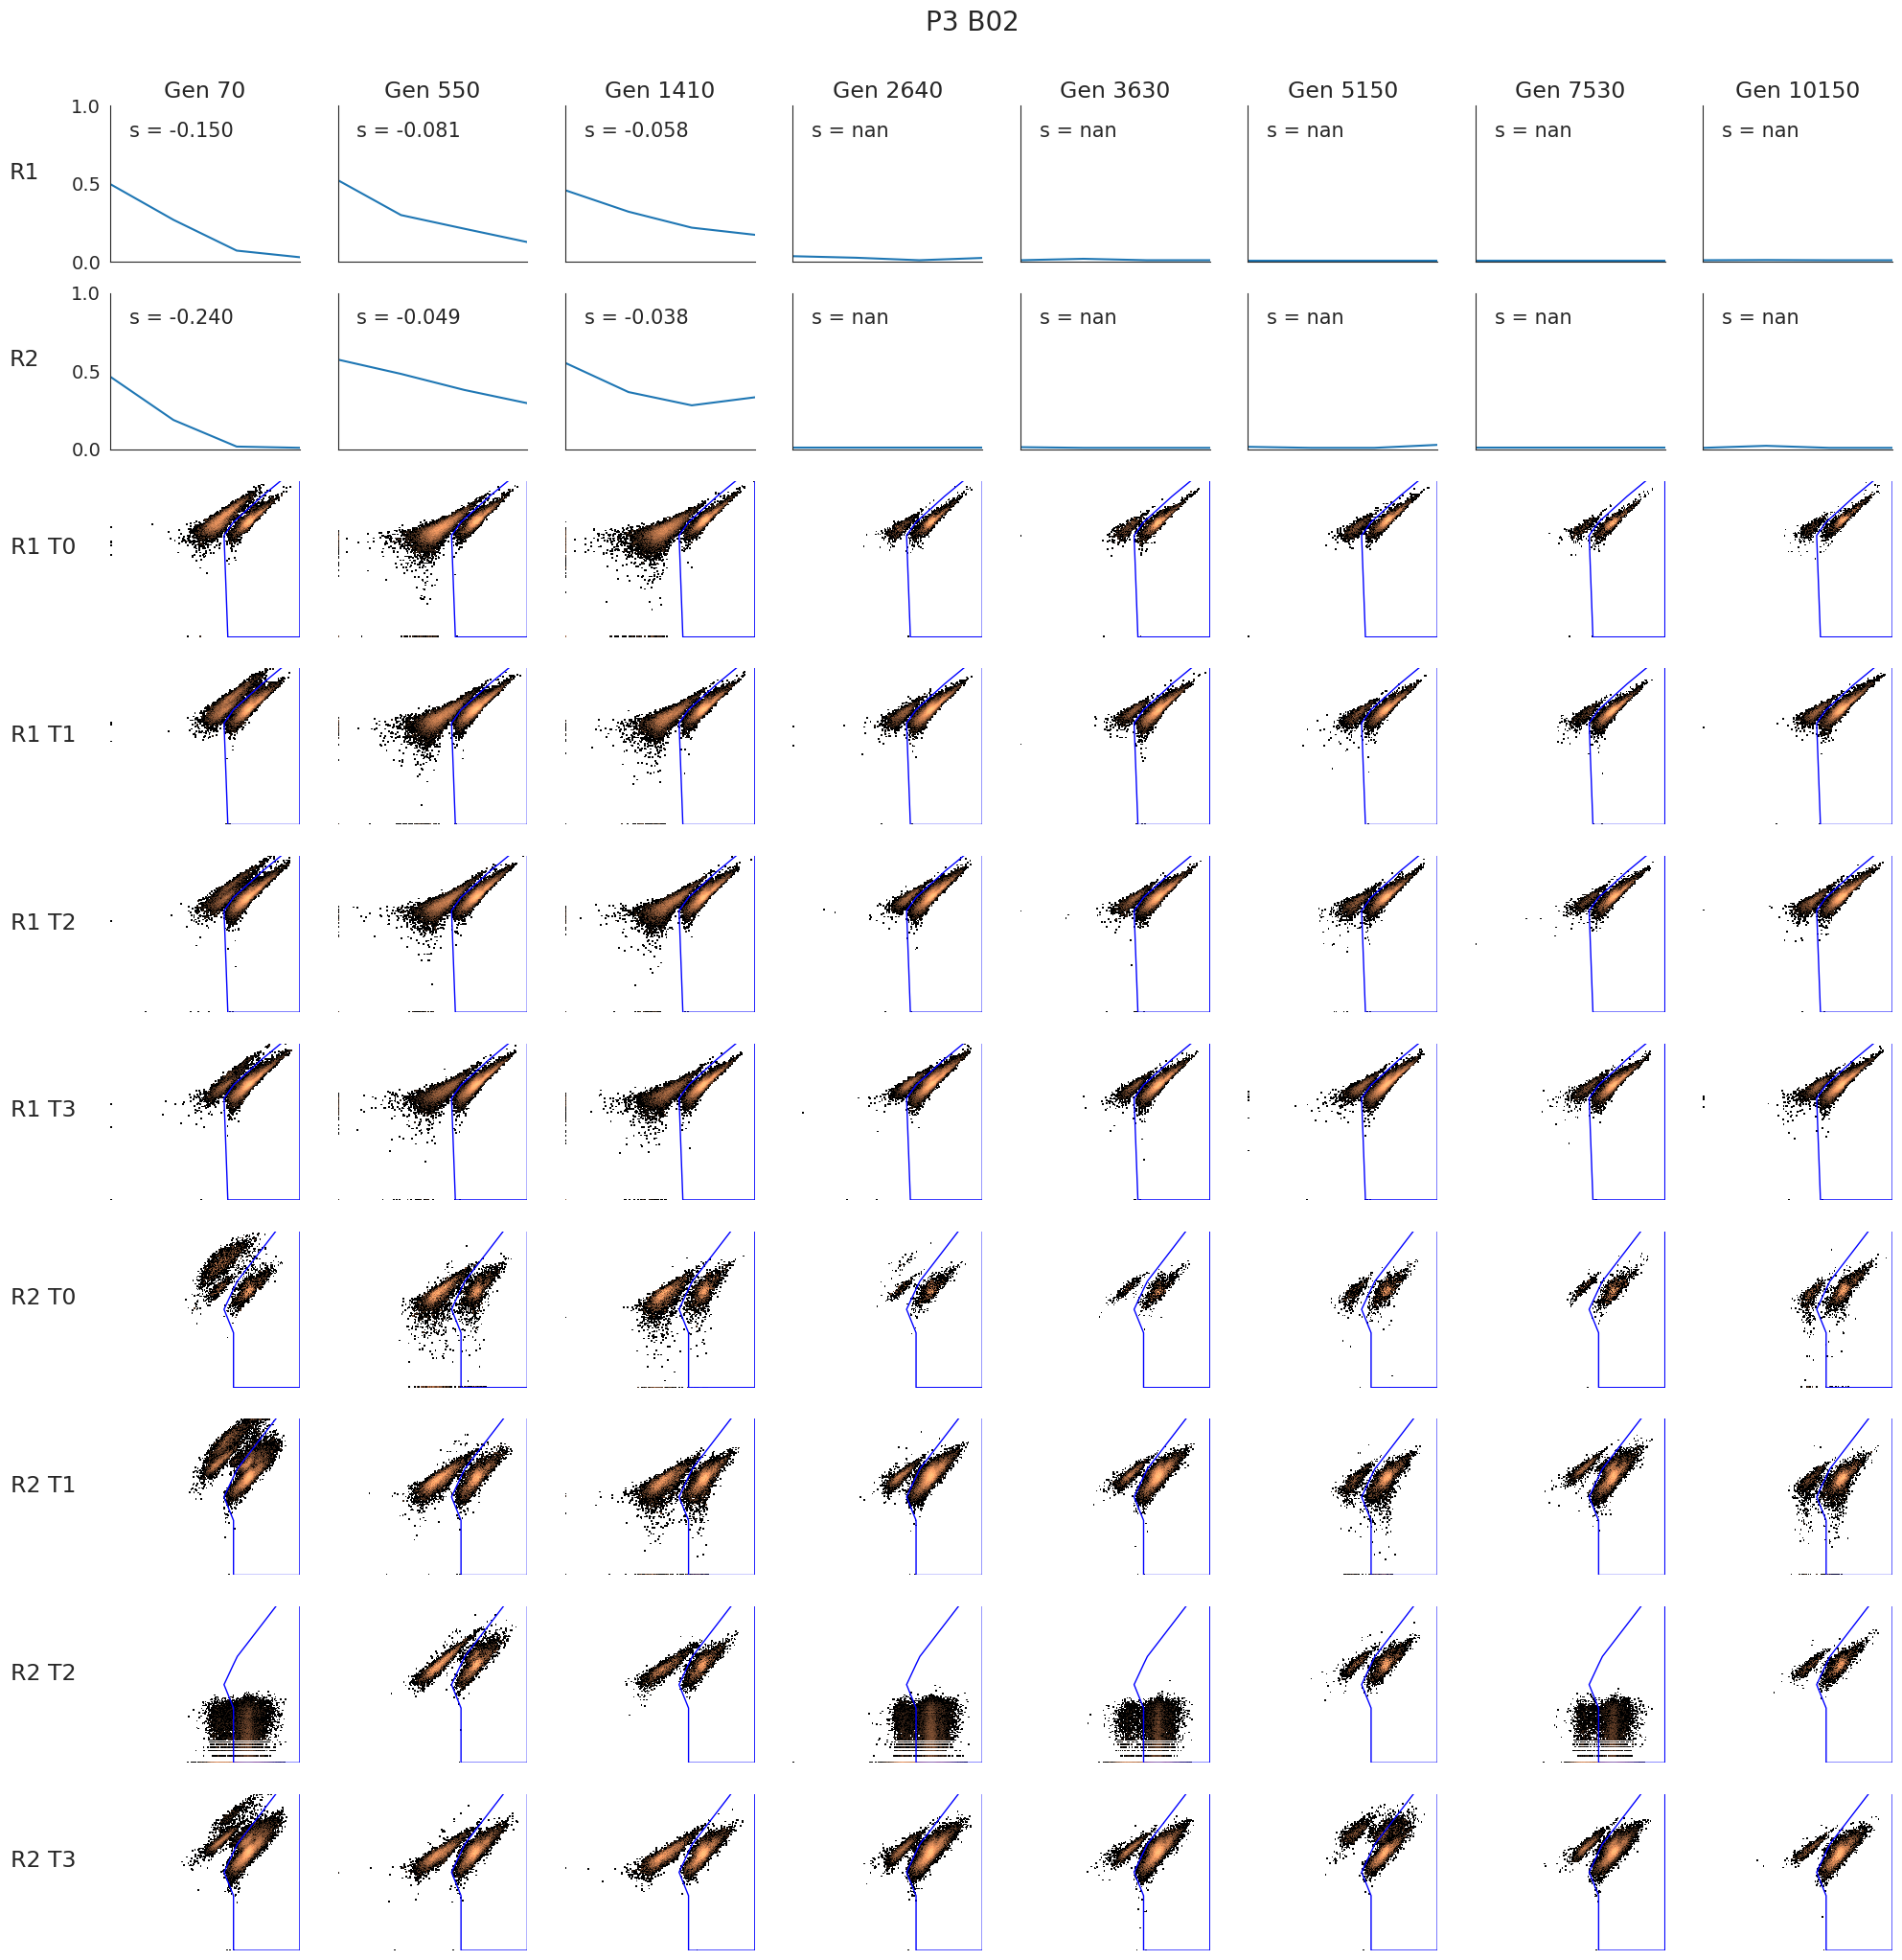 P3 B02
Gen 70 Gen 550 Gen 1410 Gen 2640 Gen 3630 Gen 5150 Gen 7530 Gen 10150
1.0
s = -0.150 s = -0.081 s = -0.058 s = nan s = nan s = nan s = nan s = nan
R1
0.5
0.0
1.0
s = -0.240 s = -0.049 s = -0.038 s = nan s = nan s = nan s = nan s = nan
R2
0.5
0.0
R1 T0
R1 T1
R1 T2
R1 T3
R2 T0
R2 T1
R2 T2
R2 T3